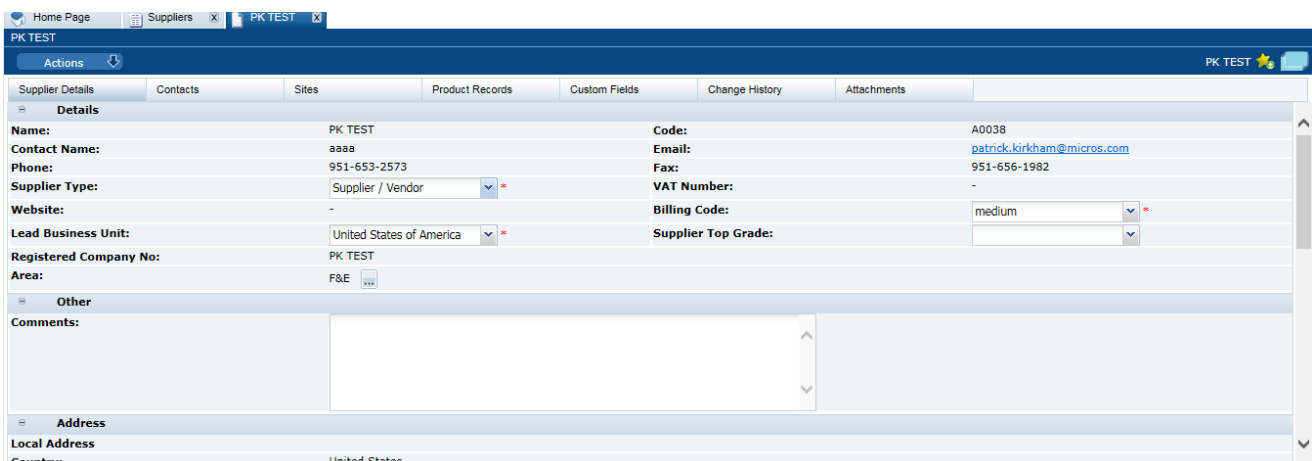 Home Page Suppliers X PK TEST X
PK TEST
Actions PK TEST
Supplier Details Contacts Sites Product Records Custom Fields Change History Attachments
Details
Name: PK TEST Code: A0038
Contact Name: aaaa Email: patrick.kirkham@micros.com
Phone: 951-653-2573 Fax: 951-656-1982
Supplier Type: Supplier / Vendor * VAT Number: -
Website: - Billing Code: medium *
Lead Business Unit: United States of America * Supplier Top Grade:
Registered Company No: PK TEST
Area: F&E ...
Other
Comments:
Address
Local Address
Country: United States